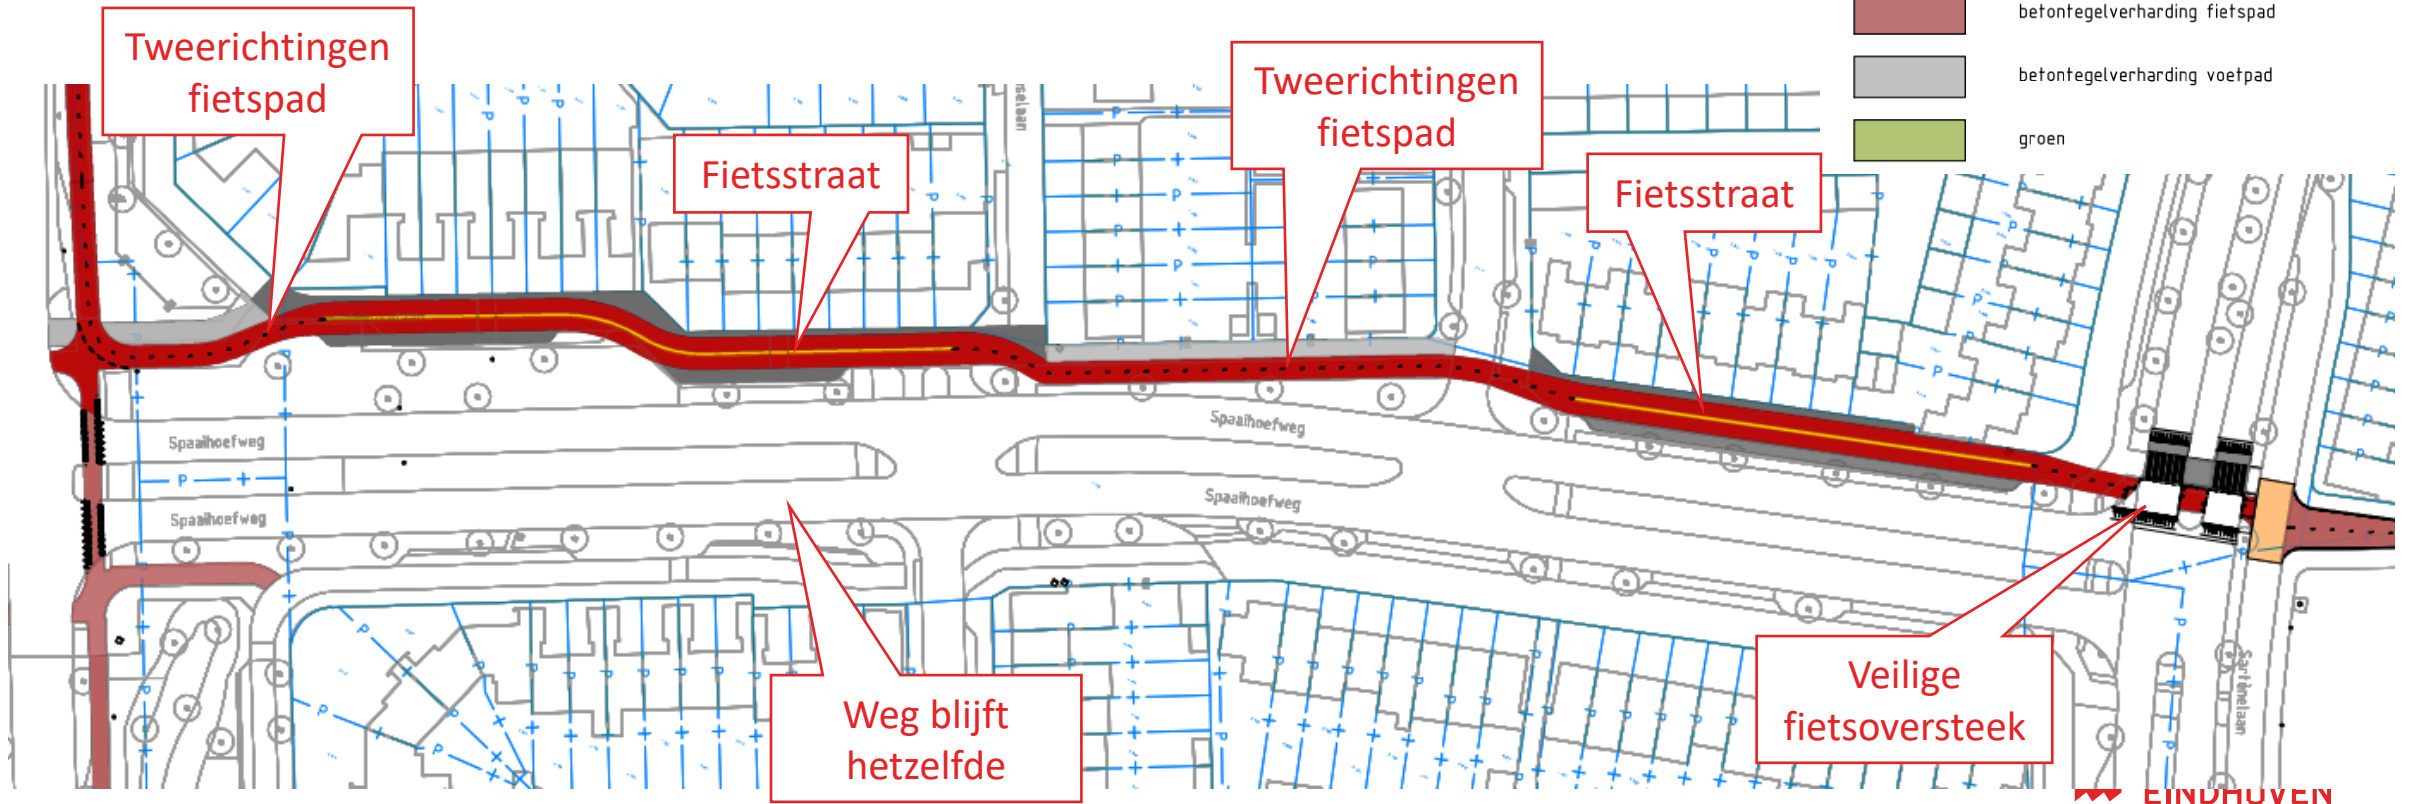 betontegelverharding fietspad
Tweerichtingen
fietspad
Tweerichtingen
fietspad
betontegelverharding voetpad
groen
Fietsstraat
Fietsstraat
Spaaihoefweg
Spaaihoefweg
Spaaihoefweg
Spaaihoefweg
Weg blijft
hetzelfde
Veilige
fietsoversteek
EINDHOVEN